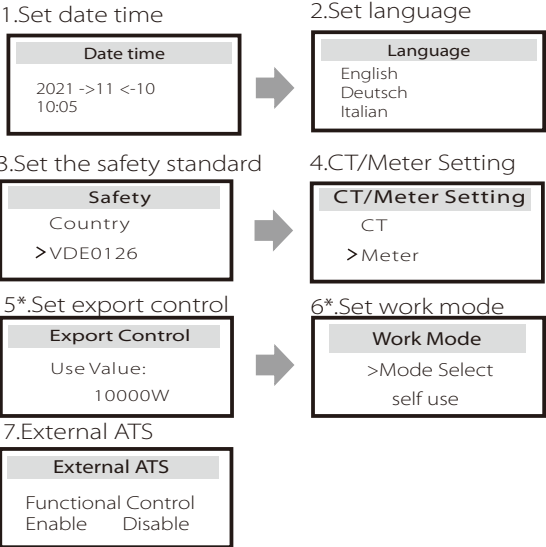 1.Set date time
Date time
2021 ->11 <-10
10:05
2.Set language
Language
English
Deutsch
Italian
3.Set the safety standard
Safety
Country
>VDE0126
4.CT/Meter Setting
CT/Meter Setting
CT
>Meter
5*.Set export control
Export Control
Use Value:
10000W
6*.Set work mode
Work Mode
>Mode Select
self use
7.External ATS
External ATS
Functional Control
Enable Disable